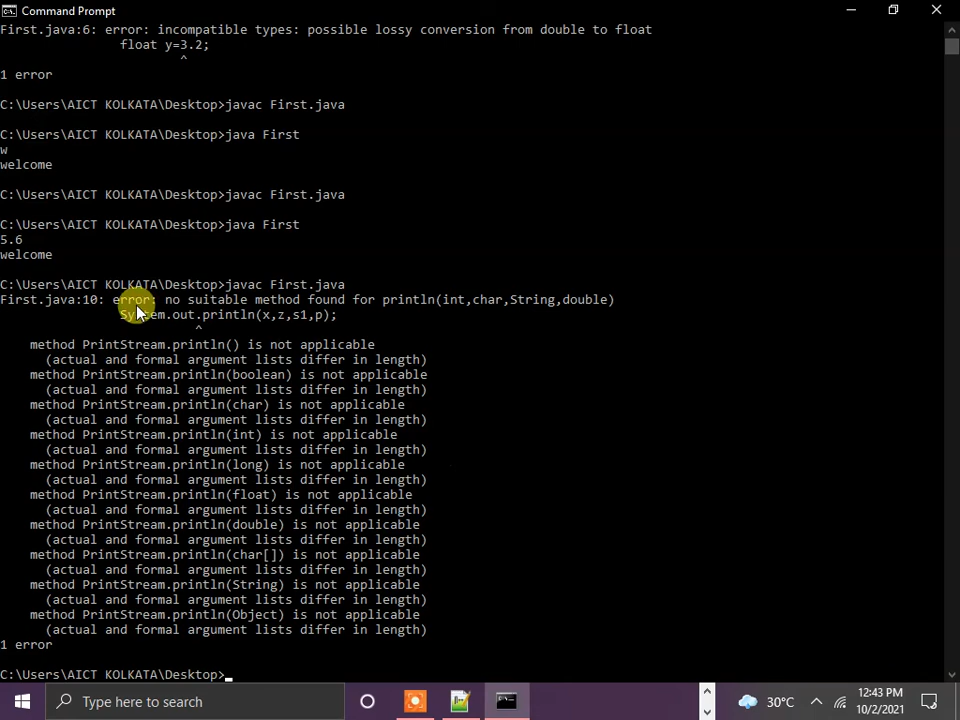 Command Prompt
First.java:6: error: incompatible types: possible lossy conversion from double to float
float y=3.2;
^
1 error
C:\Users\AICT KOLKATA\Desktop>javac First.java
C:\Users\AICT KOLKATA\Desktop>java First
w
welcome
C:\Users\AICT KOLKATA\Desktop>javac First.java
C:\Users\AICT KOLKATA\Desktop>java First
5.6
welcome
C:\Users\AICT KOLKATA\Desktop>javac First.java
First.java:10: error: no suitable method found for println(int,char,String,double)
System.out.println(x,z,s1,p);
^
method PrintStream.println() is not applicable
(actual and formal argument lists differ in length)
method PrintStream.println(boolean) is not applicable
(actual and formal argument lists differ in length)
method PrintStream.println(char) is not applicable
(actual and formal argument lists differ in length)
method PrintStream.println(int) is not applicable
(actual and formal argument lists differ in length)
method PrintStream.println(long) is not applicable
(actual and formal argument lists differ in length)
method PrintStream.println(float) is not applicable
(actual and formal argument lists differ in length)
method PrintStream.println(double) is not applicable
(actual and formal argument lists differ in length)
method PrintStream.println(char[]) is not applicable
(actual and formal argument lists differ in length)
method PrintStream.println(String) is not applicable
(actual and formal argument lists differ in length)
method PrintStream.println(Object) is not applicable
(actual and formal argument lists differ in length)
1 error
C:\Users\AICT KOLKATA\Desktop>
Type here to search
30°C
12:43 PM
10/2/2021